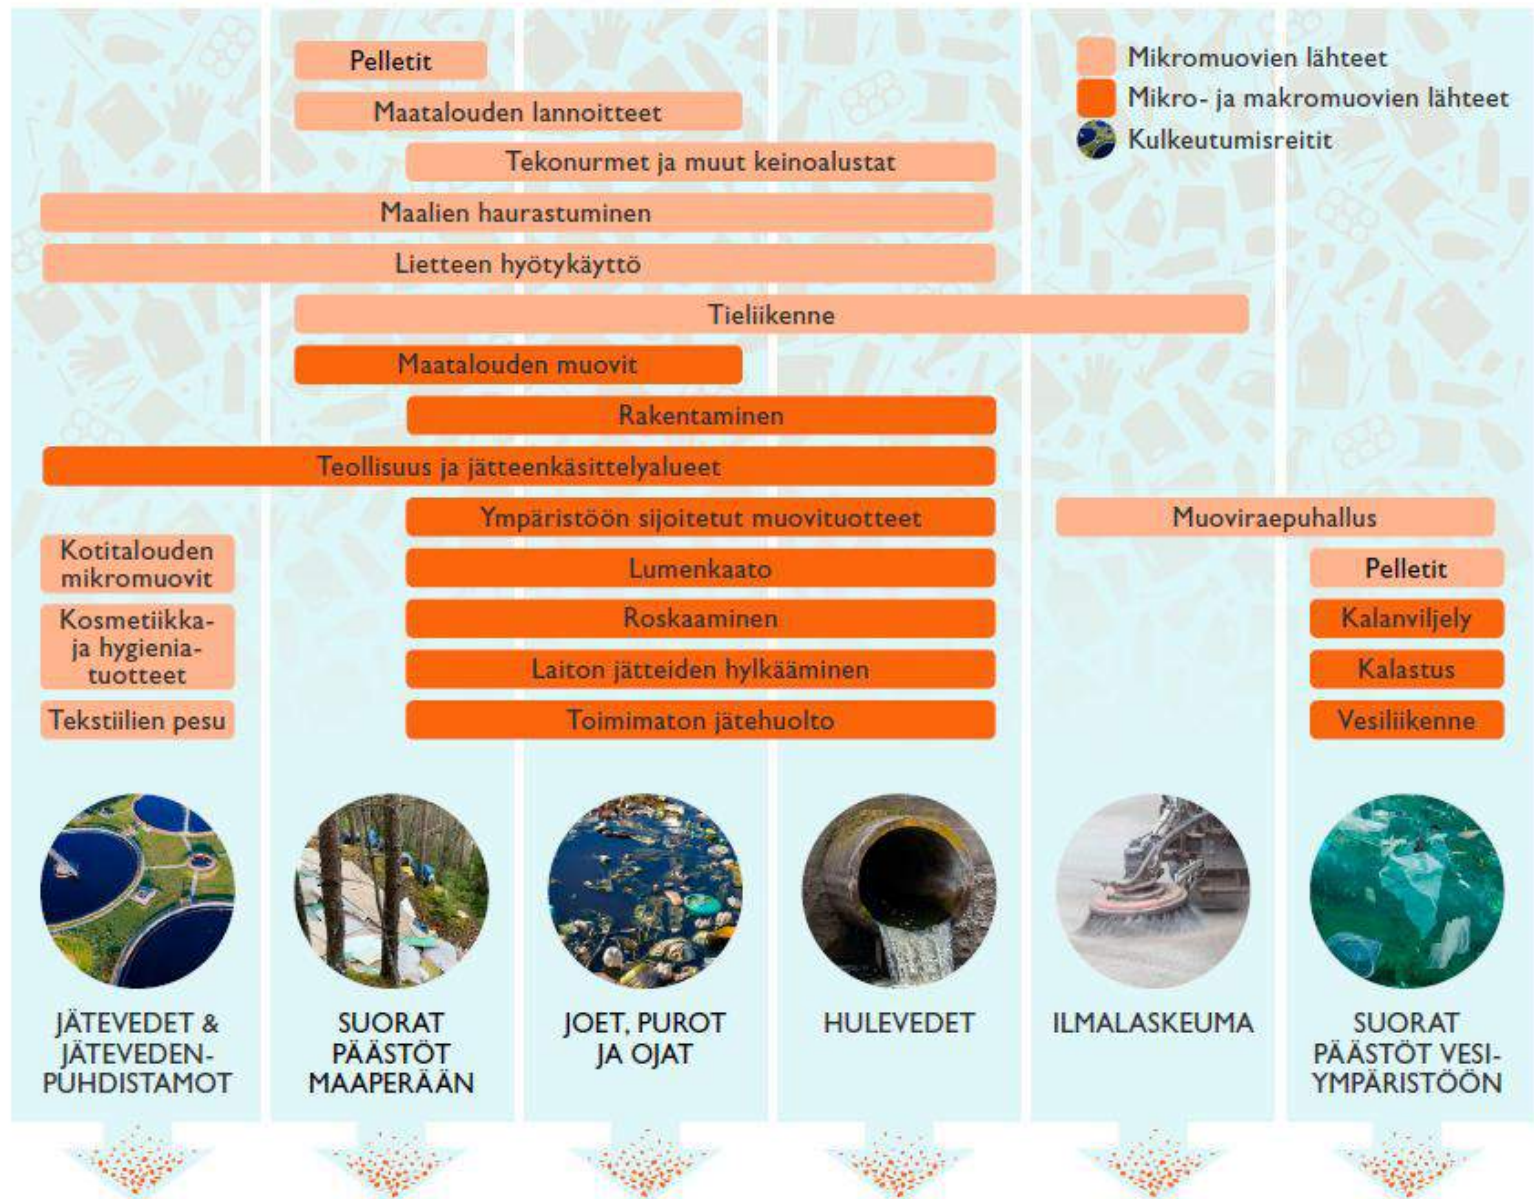 Pelletit
Maatalouden lannoitteet
Tekonurmet ja muut keinoalustat
Maalien haurastuminen
Lietteen hyötykäyttö
Tieliikenne
Maatalouden muovit
Rakentaminen
Teollisuus ja jätteenkäsittelyalueet
Ympäristöön sijoitetut muovituotteet
Lumenkaato
Roskaaminen
Laiton jätteiden hylkääminen
Toimimaton jätehuolto
Mikromuovien lähteet
Mikro- ja makromuovien lähteet
Kulkeutumisreitit
Kotitalouden
mikromuovit
Kosmetiikka-
ja hygienia-
tuotteet
Tekstiilien pesu
Muoviraepuhallus
Pelletit
Kalanviljely
Kalastus
Vesiliikenne
JÄTEVEDET &
JÄTEVEDEN-
PUHDISTAMOT
SUORAT
PÄÄSTÖT
MAAPERÄÄN
JOET, PUROT
JA OJAT
HULEVEDET
ILMALASKEUMA
SUORAT
PÄÄSTÖT VESI-
YMPÄRISTÖÖN